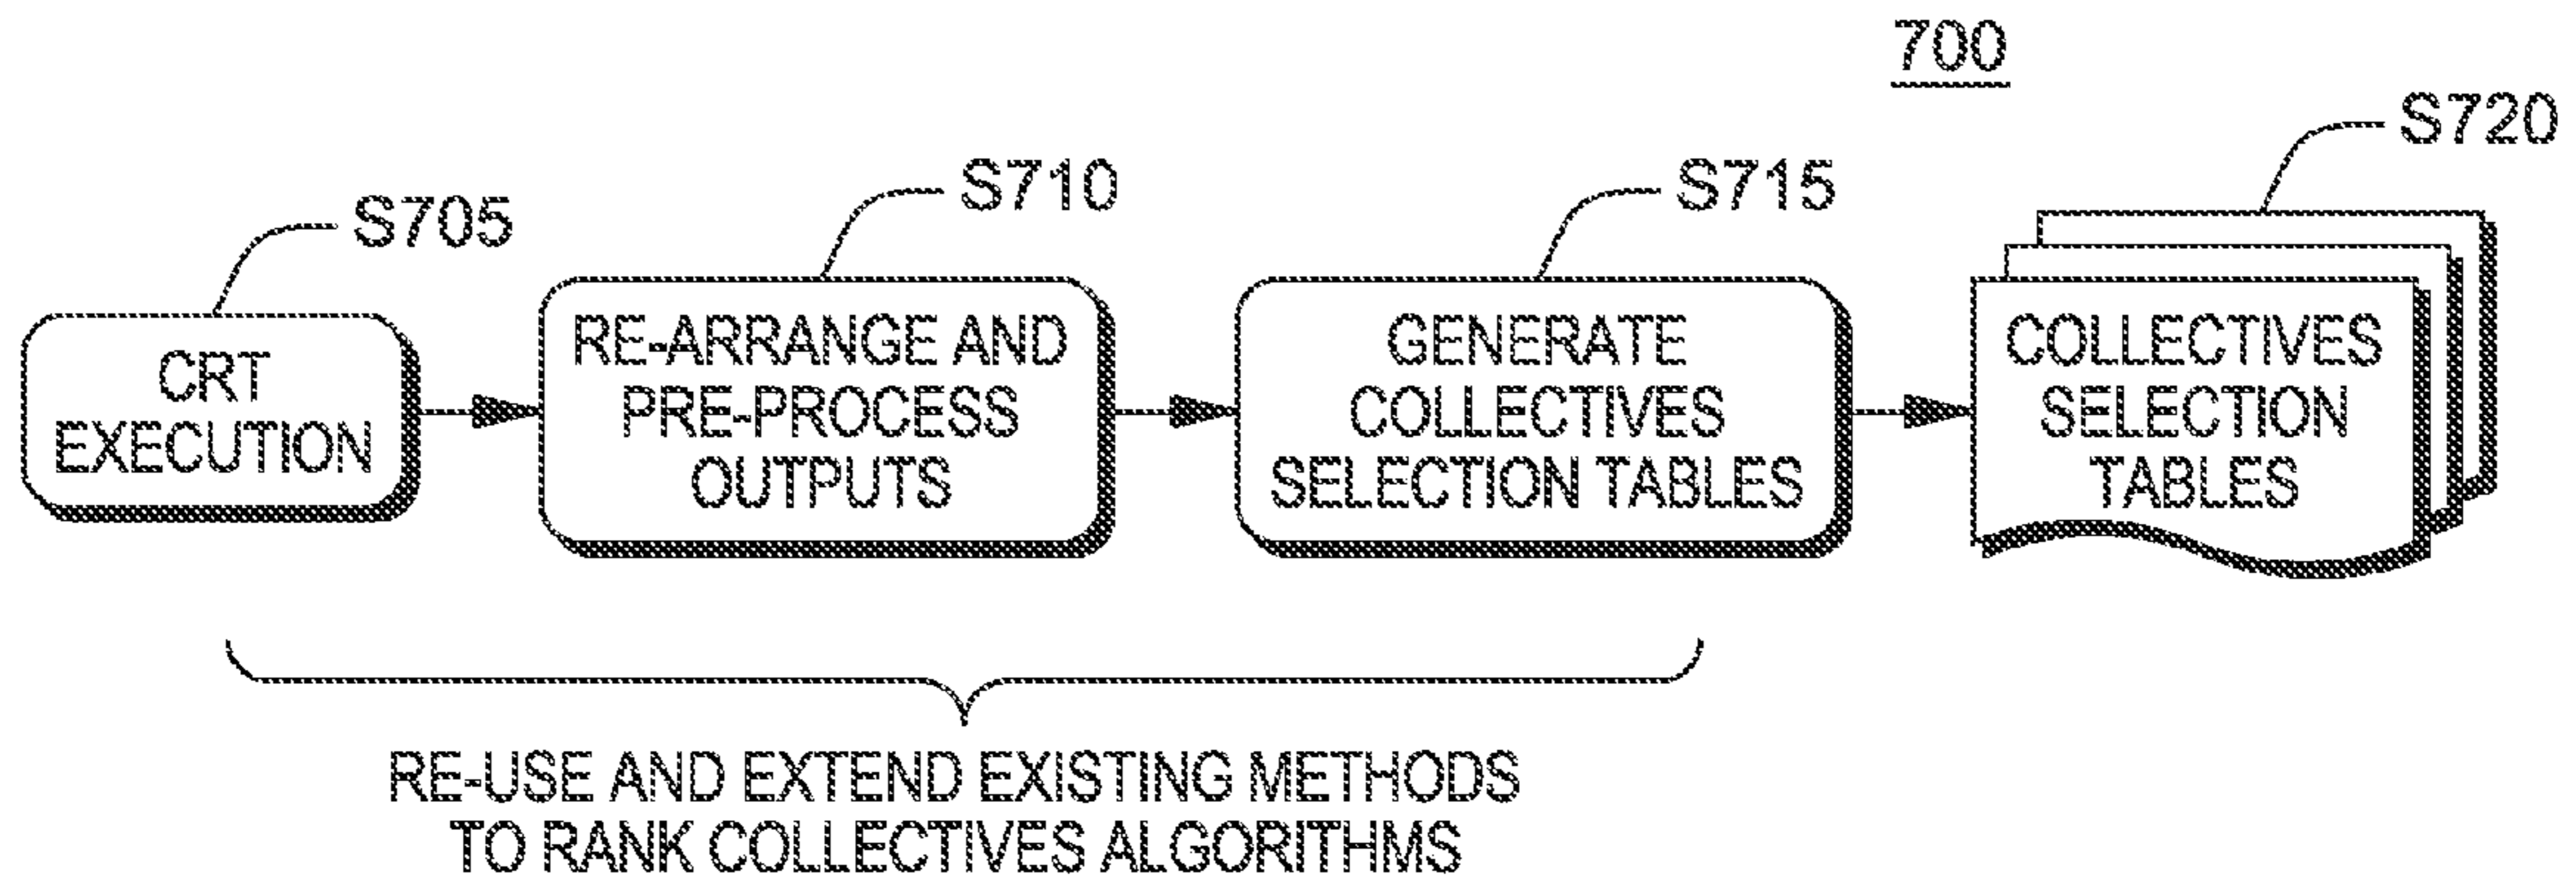 700
S705
S710
S715
S720
CRT
EXECUTION
RE-ARRANGE AND
PRE-PROCESS
OUTPUTS
GENERATE
COLLECTIVES
SELECTION TABLES
COLLECTIVES
SELECTION
TABLES
RE-USE AND EXTEND EXISTING METHODS
TO RANK COLLECTIVES ALGORITHMS